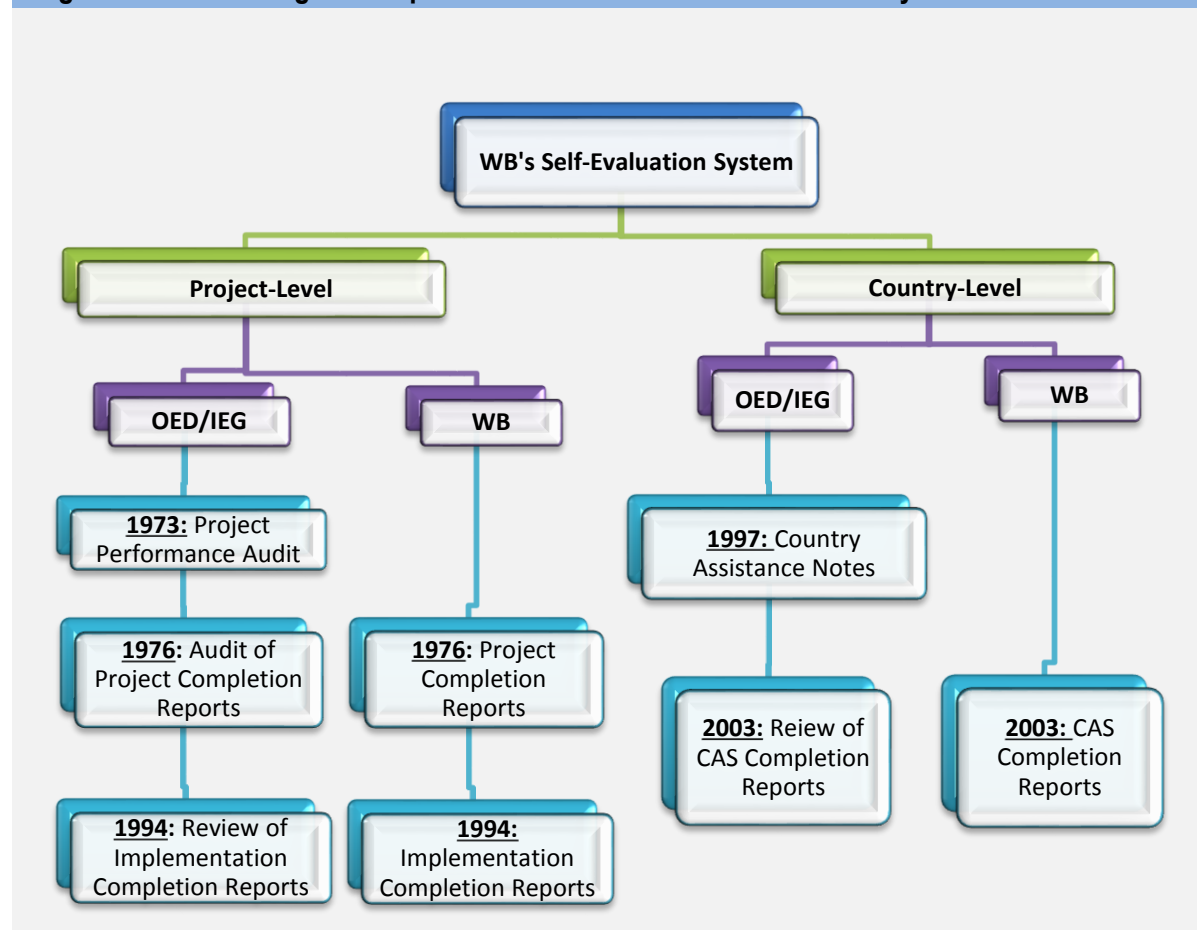 WB's Self-Evaluation System
Project-Level
Country-Level
OED/IEG
WB
OED/IEG
WB
1973: Project
Performance Audit
1976: Audit of
Project Completion
Reports
1994: Review of
Implementation
Completion Reports
1976: Project
Completion
Reports
1994:
Implementation
Completion Reports
1997: Country
Assistance Notes
2003: Reiew of
CAS Completion
Reports
2003: CAS
Completion
Reports